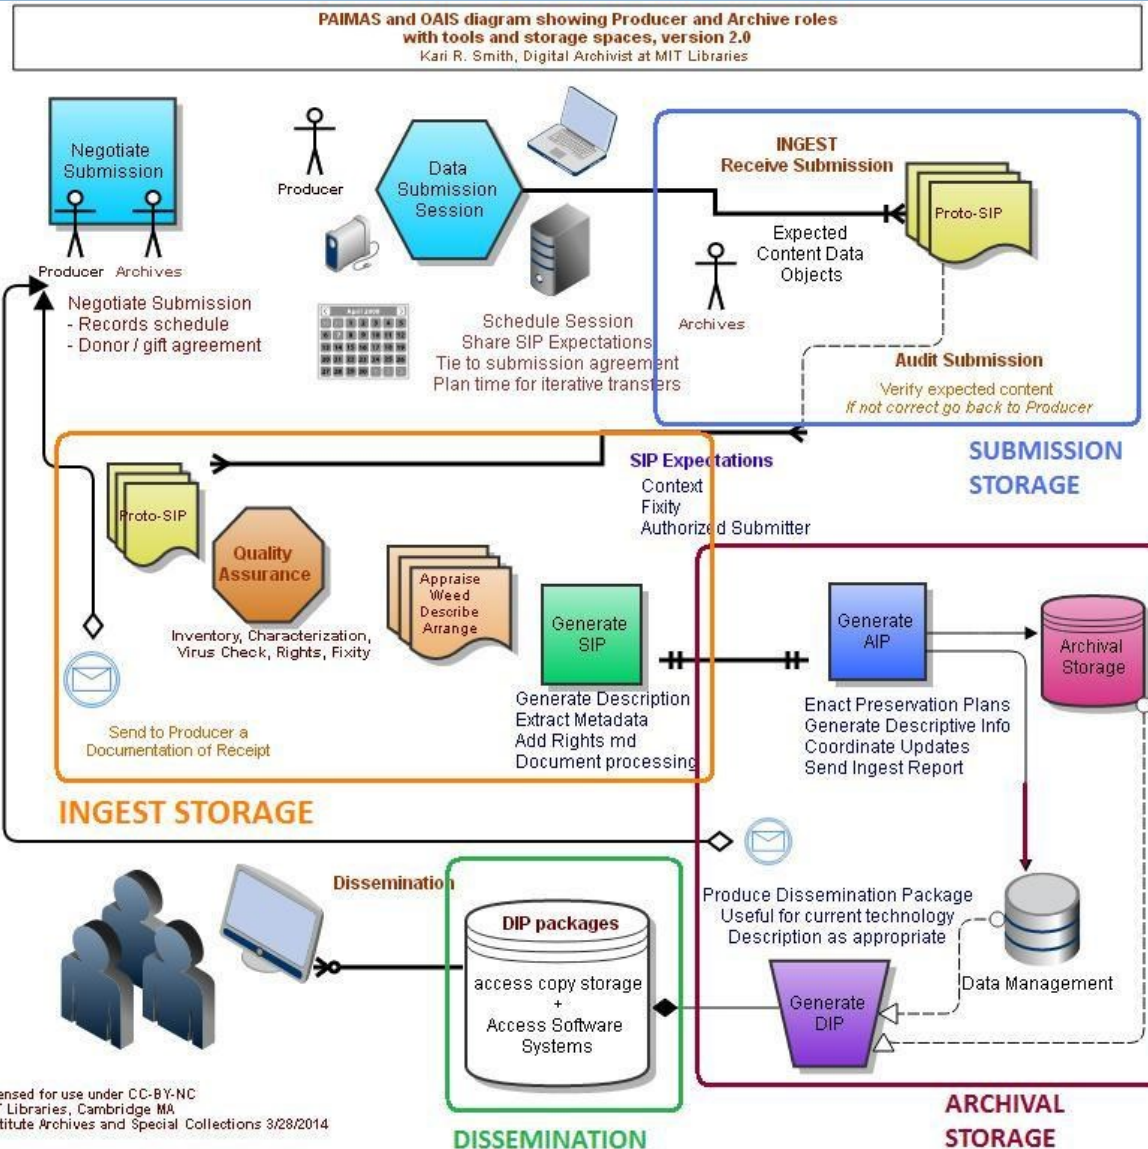 PAIMAS and OAIS diagram showing Producer and Archive roles
with tools and storage spaces, version 2.0
Kari R. Smith, Digital Archivist at MIT Libraries
Negotiate
Submission
Producer
Archives
Negotiate Submission
- Records schedule
- Donor / gift agreement
Producer
Data
Submission
Session
Schedule Session
Share SIP Expectations
Tie to submission agreement
Plan time for iterative transfers
INGEST
Receive Submission
Proto-SIP
Expected
Content Data
Objects
Archives
Audit Submission
Verify expected content
If not correct go back to Producer
SUBMISSION
STORAGE
SIP Expectations
Context
Fixity
Authorized Submitter
Proto-SIP
Quality
Assurance
Inventory, Characterization,
Virus Check, Rights, Fixity
Appraise
Weed
Describe
Arrange
Generate
SIP
Generate Description
Extract Metadata
Add Rights md
Document processing
Send to Producer a
Documentation of Receipt
INGEST STORAGE
Generate
AIP
Archival
Storage
Enact Preservation Plans
Generate Descriptive Info
Coordinate Updates
Send Ingest Report
Produce Dissemination Package
Useful for current technology
Description as appropriate
Data Management
Generate
DIP
Dissemination
DIP packages
access copy storage
+
Access Software
Systems
ensed for use under CC-BY-NC
T Libraries, Cambridge MA
titute Archives and Special Collections 3/28/2014
DISSEMINATION
ARCHIVAL
STORAGE